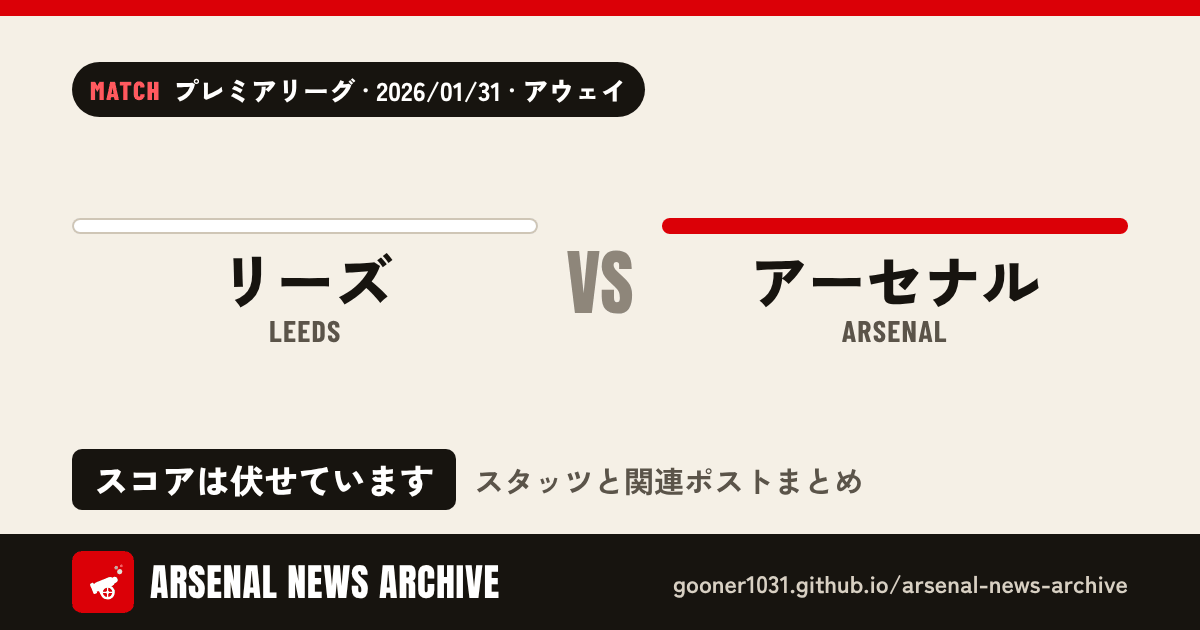 MATCH プレミアリーグ · 2026/01/31 · アウェイ
リーズ
LEEDS
VS
アーセナル
ARSENAL
スコアは伏せています スタッツと関連ポストまとめ
ARSENAL NEWS ARCHIVE
gooner1031.github.io/arsenal-news-archive